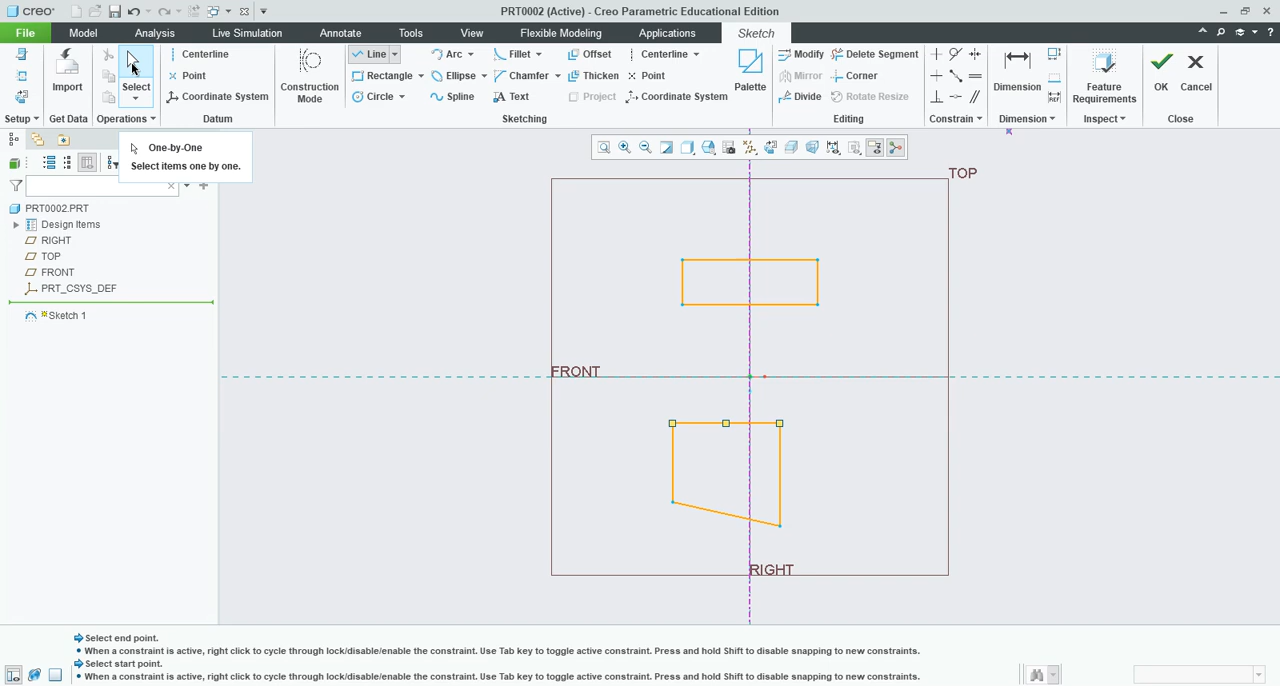 creo
PRT0002 (Active) - Creo Parametric Educational Edition
File Model Analysis Live Simulation Annotate Tools View Flexible Modeling Applications Sketch
Import
Select
Centerline
Point
Coordinate System
Construction
Mode
Line Arc Fillet Offset Centerline
Rectangle Ellipse Chamfer Thicken Point
Circle Spline Text Project Coordinate System
Palette
Modify Delete Segment
Mirror Corner
Divide Rotate Resize
Dimension
REF
Feature
Requirements
OK Cancel
Setup Get Data Operations Datum Sketching Editing Constrain Dimension Inspect Close
One-by-One
Select items one by one.
PRT0002.PRT
Design Items
RIGHT
TOP
FRONT
PRT_CSYS_DEF
Sketch 1
TOP
FRONT
RIGHT
Select end point.
• When a constraint is active, right click to cycle through lock/disable/enable the constraint. Use Tab key to toggle active constraint. Press and hold Shift to disable snapping to new constraints.
Select start point.
• When a constraint is active, right click to cycle through lock/disable/enable the constraint. Use Tab key to toggle active constraint. Press and hold Shift to disable snapping to new constraints.